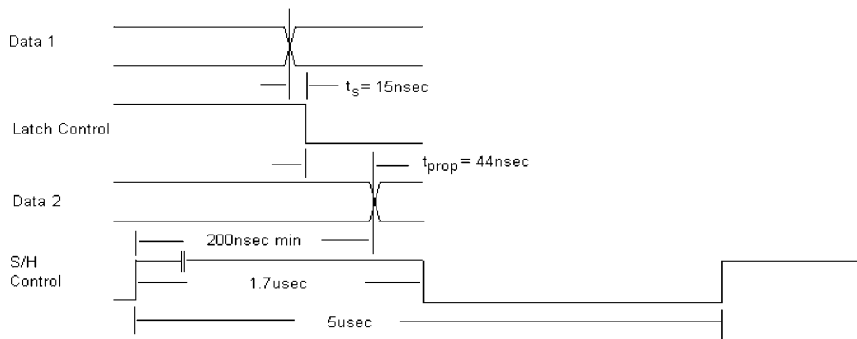 Data 1
t_s = 15nsec
Latch Control
t_prop = 44nsec
Data 2
200nsec min
S/H
Control
1.7usec
5usec